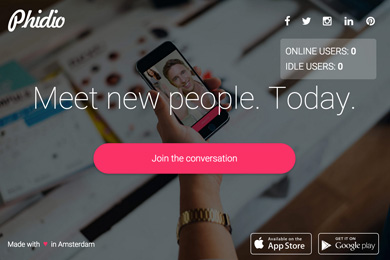 Phidio
ONLINE USERS: 0
IDLE USERS: 0
Meet new people. Today.
Join the conversation
Made with ♥ in Amsterdam
Available on the
App Store
GET IT ON
Google play